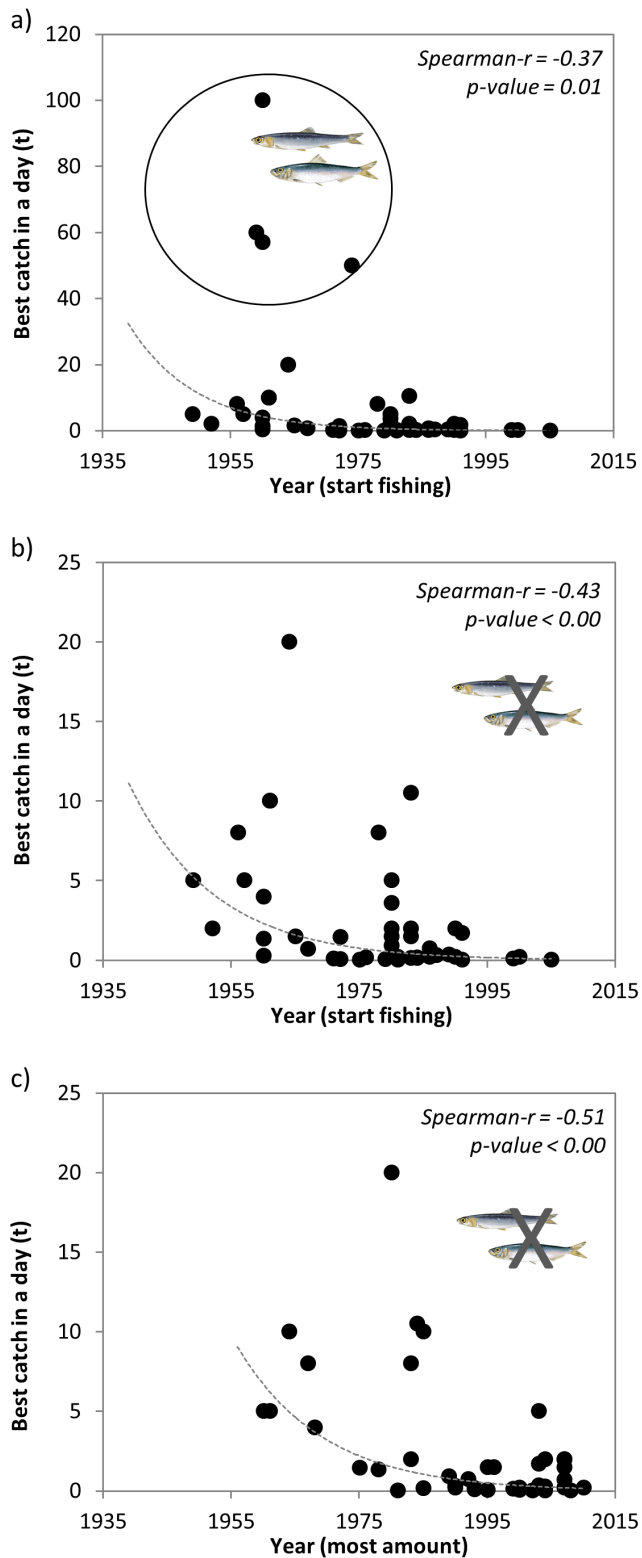 a)
120
100
80
60
40
20
0
Best catch in a day (t)
Spearman-r = -0.37
p-value = 0.01
1935 1955 1975 1995 2015
Year (start fishing)
b)
25
20
15
10
5
0
Best catch in a day (t)
Spearman-r = -0.43
p-value < 0.00
1935 1955 1975 1995 2015
Year (start fishing)
c)
25
20
15
10
5
0
Best catch in a day (t)
Spearman-r = -0.51
p-value < 0.00
1935 1955 1975 1995 2015
Year (most amount)